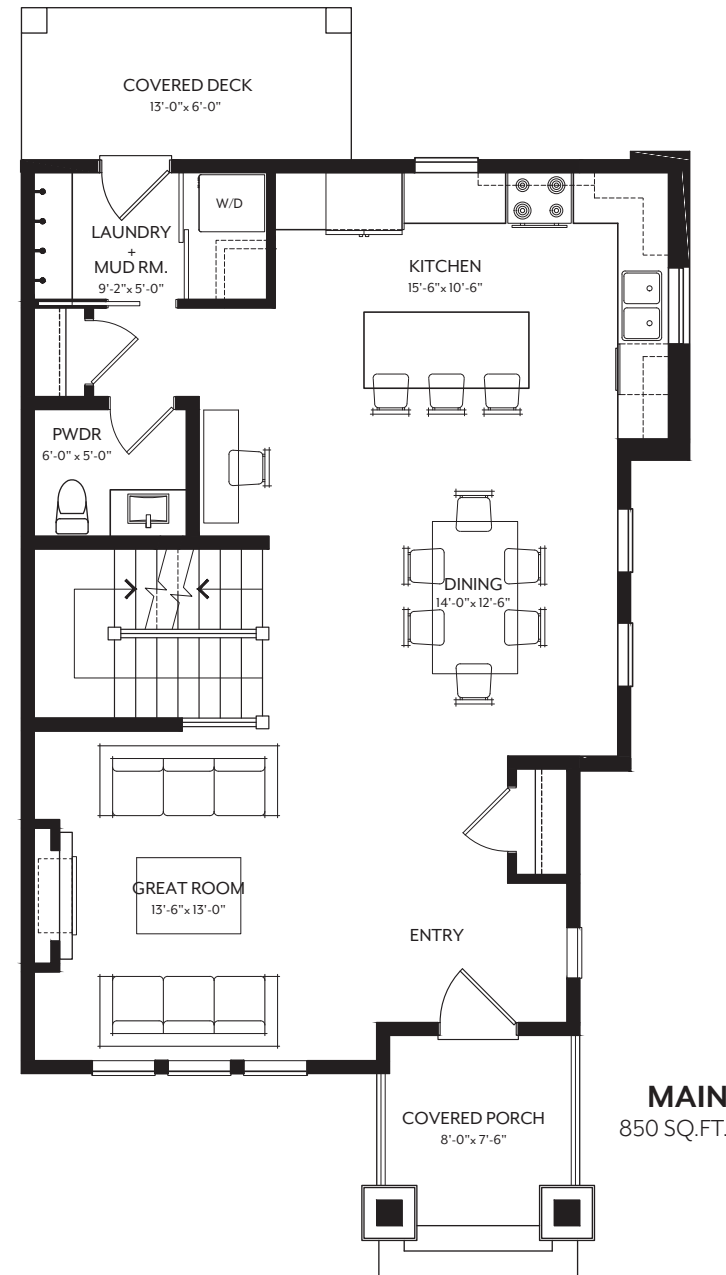 COVERED DECK
13'-0"x 6'-0"
W/D
LAUNDRY
+
MUD RM.
9'-2"x 5'-0"
KITCHEN
15'-6"x 10'-6"
PWDR
6'-0" x 5'-0"
DINING
14'-0"x 12'-6"
GREAT ROOM
13'-6"x 13'-0"
ENTRY
COVERED PORCH
8'-0"x 7'-6"
MAIN
850 SQ.FT.